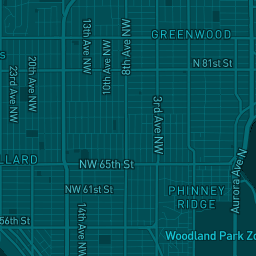 13th Ave NW
8th Ave NW
GREENWOOD
20th Ave NW
10th Ave NW
N 81st St
23rd Ave NW
3rd Ave NW
LLARD
NW 65th St
Aurora Ave N
NW 61st St
PHINNEY
RIDGE
14th Ave NW
56th St
Woodland Park Zo